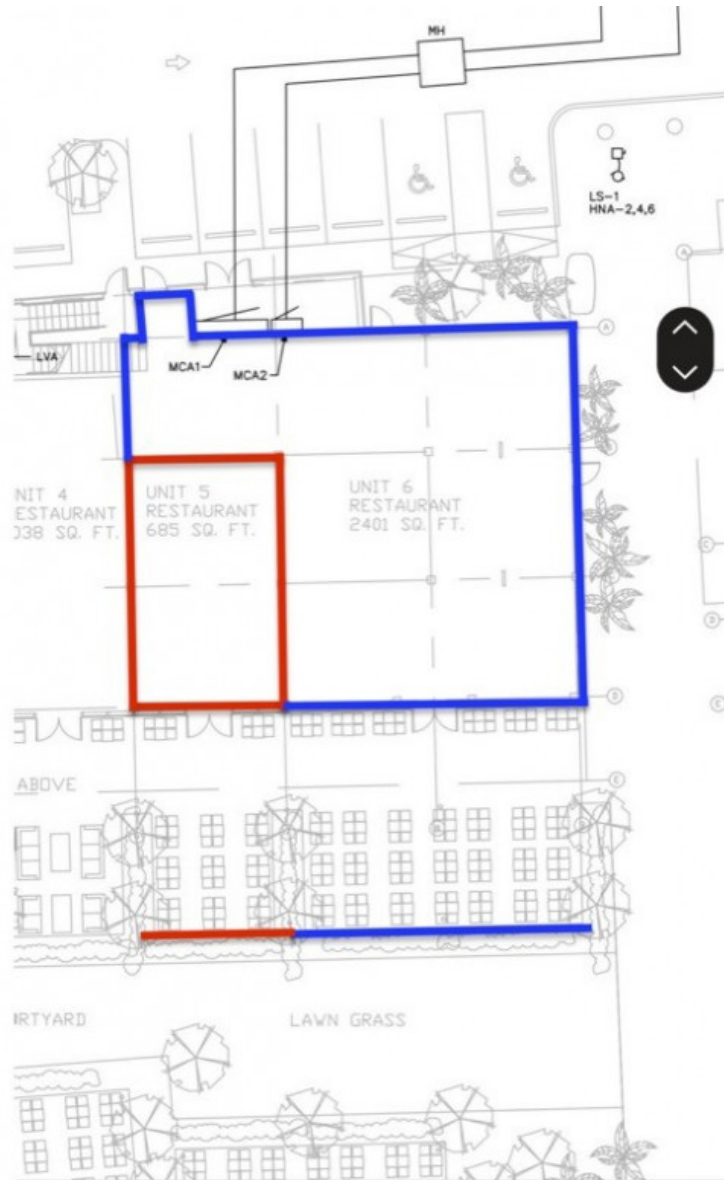 MH
LS-1
HNA-2,4,6
A
A
LVA
MCA1
MCA2
NIT 4
ESTAURANT
038 SQ. FT.
UNIT 5
RESTAURANT
685 SQ. FT.
UNIT 6
RESTAURANT
2401 SQ. FT.
C
D
D
E
ABOVE
E
RTYARD
LAWN GRASS